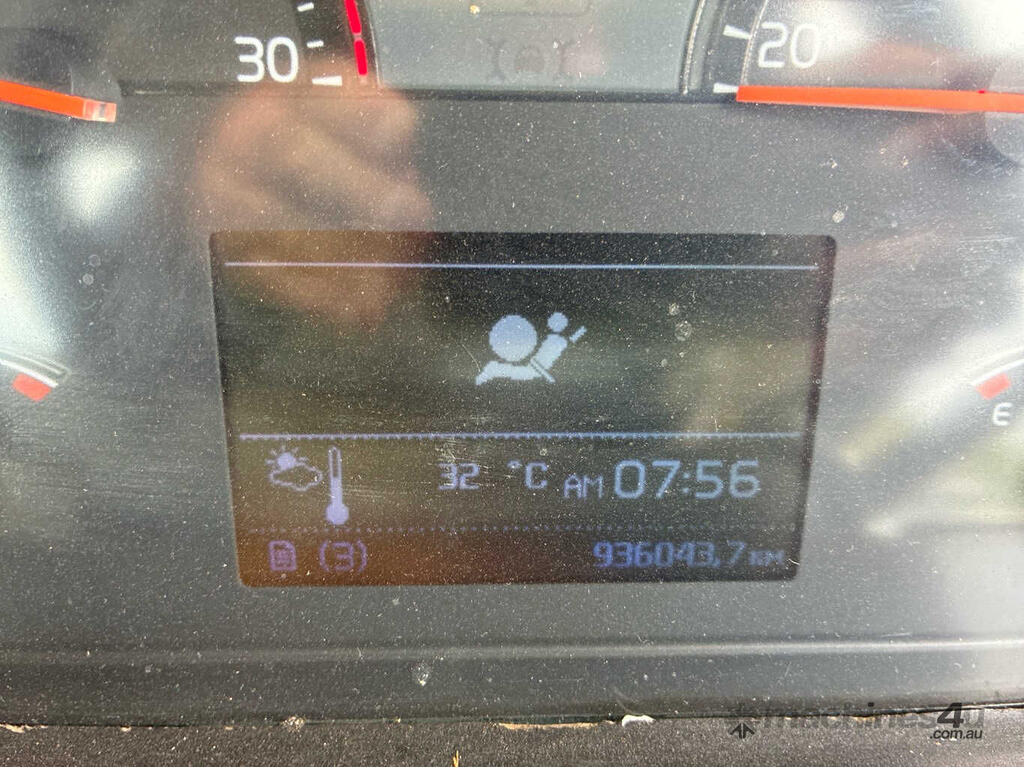 30
20
E
32 °C AM 07:56
(3) 936043,7 KM
machines4u
.com.au